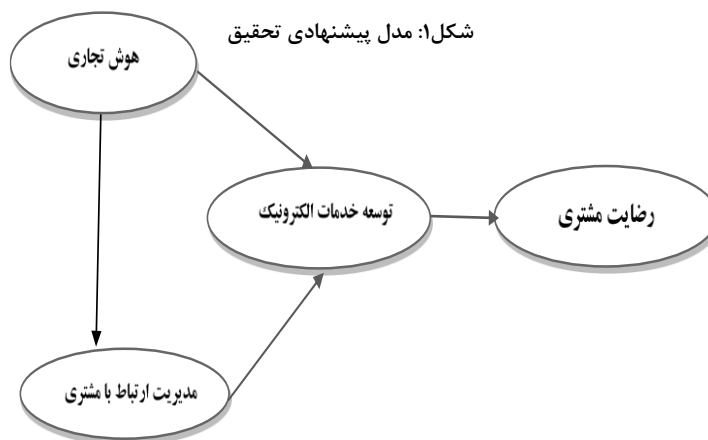 شکل۱: مدل پیشنهادی تحقیق
هوش تجاری
توسعه خدمات الکترونیک
رضایت مشتری
مدیریت ارتباط با مشتری